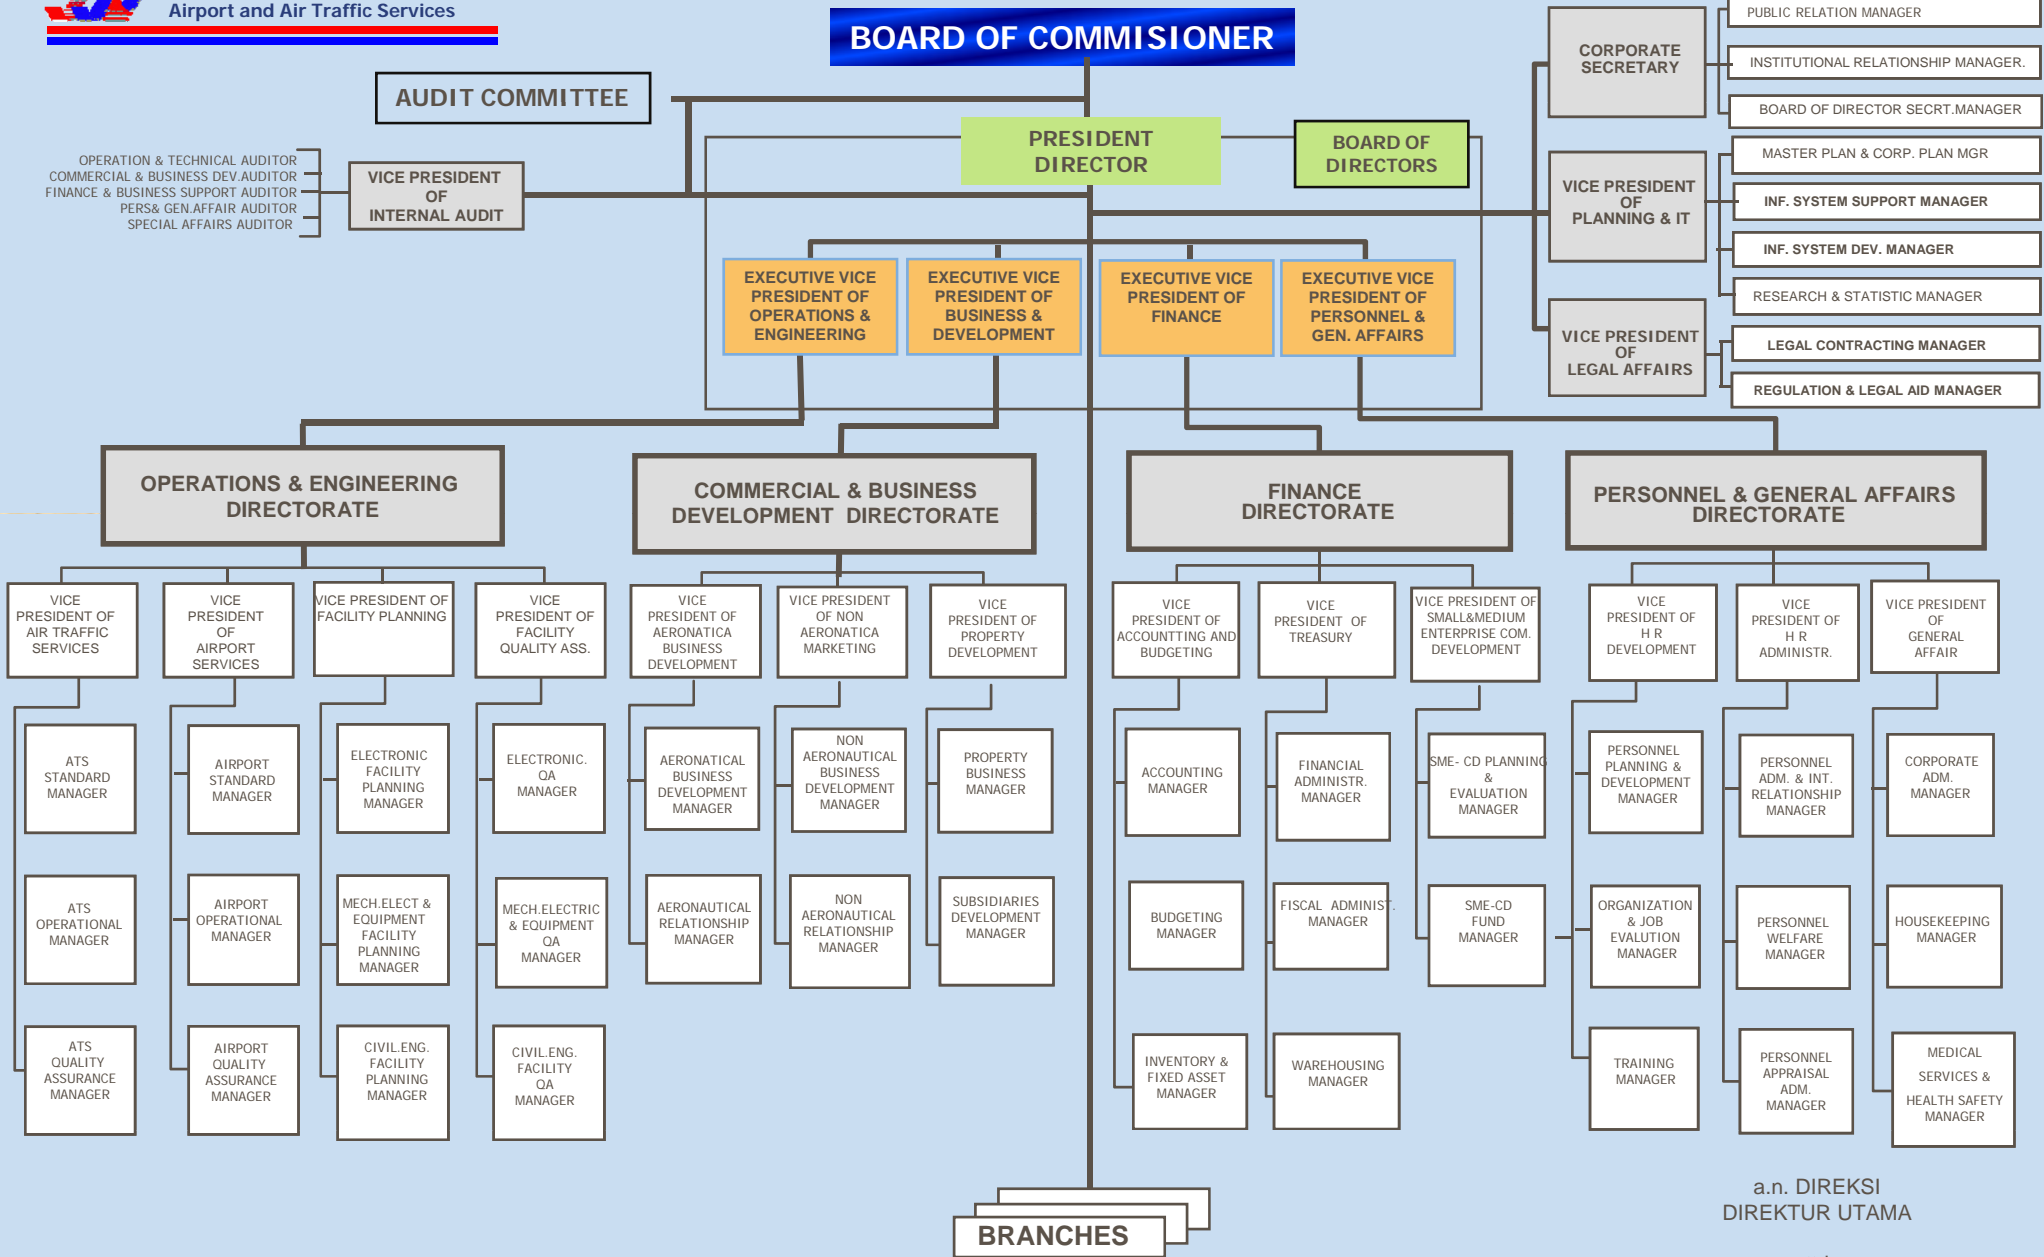 Airport and Air Traffic Services
BOARD OF COMMISIONER
AUDIT COMMITTEE
PRESIDENT
DIRECTOR
BOARD OF
DIRECTORS
OPERATION & TECHNICAL AUDITOR
COMMERCIAL & BUSINESS DEV.AUDITOR
FINANCE & BUSINESS SUPPORT AUDITOR
PERS& GEN.AFFAIR AUDITOR
SPECIAL AFFAIRS AUDITOR
VICE PRESIDENT
OF
INTERNAL AUDIT
CORPORATE
SECRETARY
PUBLIC RELATION MANAGER
INSTITUTIONAL RELATIONSHIP MANAGER.
BOARD OF DIRECTOR SECRT.MANAGER
VICE PRESIDENT
OF
PLANNING & IT
MASTER PLAN & CORP. PLAN MGR
INF. SYSTEM SUPPORT MANAGER
INF. SYSTEM DEV. MANAGER
RESEARCH & STATISTIC MANAGER
VICE PRESIDENT
OF
LEGAL AFFAIRS
LEGAL CONTRACTING MANAGER
REGULATION & LEGAL AID MANAGER
EXECUTIVE VICE
PRESIDENT OF
OPERATIONS &
ENGINEERING
EXECUTIVE VICE
PRESIDENT OF
BUSINESS &
DEVELOPMENT
EXECUTIVE VICE
PRESIDENT OF
FINANCE
EXECUTIVE VICE
PRESIDENT OF
PERSONNEL &
GEN. AFFAIRS
OPERATIONS & ENGINEERING
DIRECTORATE
COMMERCIAL & BUSINESS
DEVELOPMENT DIRECTORATE
FINANCE
DIRECTORATE
PERSONNEL & GENERAL AFFAIRS
DIRECTORATE
VICE
PRESIDENT OF
AIR TRAFFIC
SERVICES
VICE
PRESIDENT
OF
AIRPORT
SERVICES
VICE PRESIDENT OF
FACILITY PLANNING
VICE
PRESIDENT OF
FACILITY
QUALITY ASS.
VICE
PRESIDENT OF
AERONATICA
BUSINESS
DEVELOPMENT
VICE PRESIDENT
OF NON
AERONATICA
MARKETING
VICE
PRESIDENT OF
PROPERTY
DEVELOPMENT
VICE
PRESIDENT OF
ACCOUNTTING AND
BUDGETING
VICE
PRESIDENT OF
TREASURY
VICE PRESIDENT OF
SMALL&MEDIUM
ENTERPRISE COM.
DEVELOPMENT
VICE
PRESIDENT OF
H R
DEVELOPMENT
VICE
PRESIDENT OF
H R
ADMINISTR.
VICE PRESIDENT
OF
GENERAL
AFFAIR
ATS
STANDARD
MANAGER
AIRPORT
STANDARD
MANAGER
ELECTRONIC
FACILITY
PLANNING
MANAGER
ELECTRONIC.
QA
MANAGER
AERONATICAL
BUSINESS
DEVELOPMENT
MANAGER
NON
AERONAUTICAL
BUSINESS
DEVELOPMENT
MANAGER
PROPERTY
BUSINESS
MANAGER
ACCOUNTING
MANAGER
FINANCIAL
ADMINISTR.
MANAGER
SME- CD PLANNING
&
EVALUATION
MANAGER
PERSONNEL
PLANNING &
DEVELOPMENT
MANAGER
PERSONNEL
ADM. & INT.
RELATIONSHIP
MANAGER
CORPORATE
ADM.
MANAGER
ATS
OPERATIONAL
MANAGER
AIRPORT
OPERATIONAL
MANAGER
MECH.ELECT &
EQUIPMENT
FACILITY
PLANNING
MANAGER
MECH.ELECTRIC
& EQUIPMENT
QA
MANAGER
AERONAUTICAL
RELATIONSHIP
MANAGER
NON
AERONAUTICAL
RELATIONSHIP
MANAGER
SUBSIDIARIES
DEVELOPMENT
MANAGER
BUDGETING
MANAGER
FISCAL ADMINIST.
MANAGER
SME-CD
FUND
MANAGER
ORGANIZATION
& JOB
EVALUTION
MANAGER
PERSONNEL
WELFARE
MANAGER
HOUSEKEEPING
MANAGER
ATS
QUALITY
ASSURANCE
MANAGER
AIRPORT
QUALITY
ASSURANCE
MANAGER
CIVIL.ENG.
FACILITY
PLANNING
MANAGER
CIVIL.ENG.
FACILITY
QA
MANAGER
INVENTORY &
FIXED ASSET
MANAGER
WAREHOUSING
MANAGER
TRAINING
MANAGER
PERSONNEL
APPRAISAL
ADM.
MANAGER
MEDICAL
SERVICES &
HEALTH SAFETY
MANAGER
BRANCHES
a.n. DIREKSI
DIREKTUR UTAMA